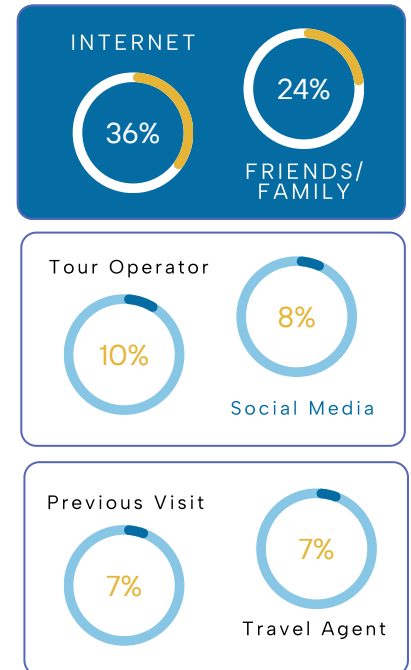 INTERNET
36%
24%
FRIENDS/
FAMILY
Tour Operator
10%
8%
Social Media
Previous Visit
7%
7%
Travel Agent